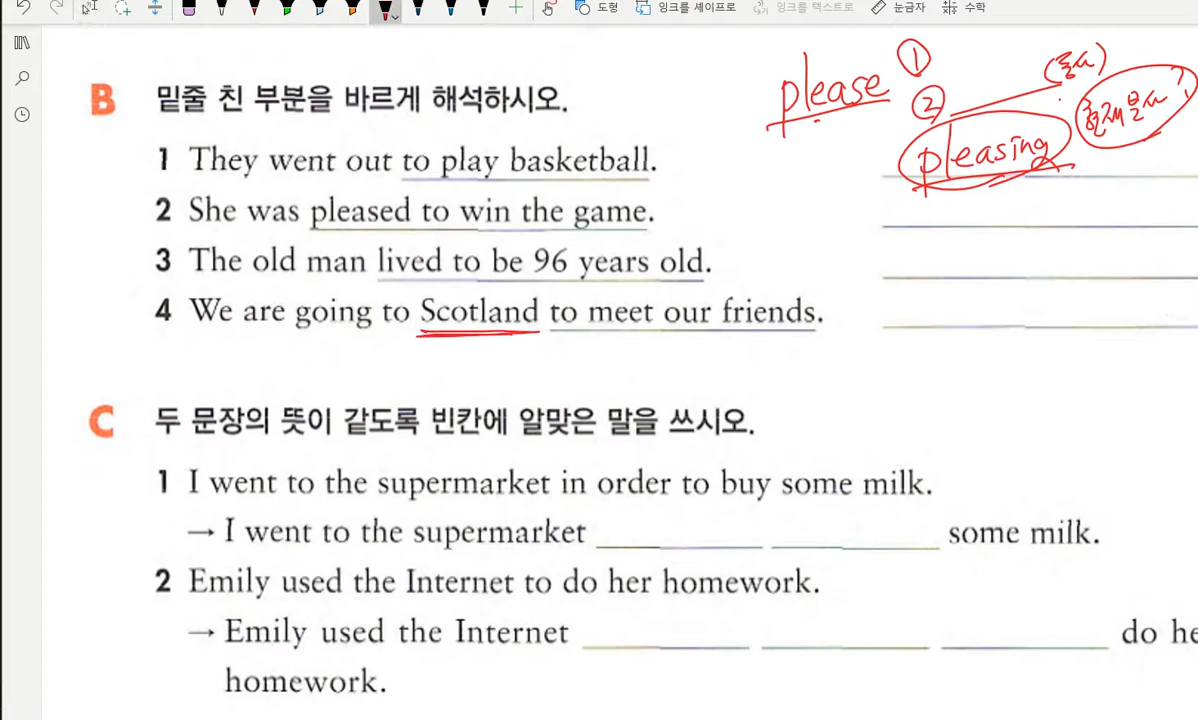 도형 잉크를 셰이프로 잉크를 텍스트로 눈금자 수학
please ① (동사)
②
pleasing 현재분사?
B 밑줄 친 부분을 바르게 해석하시오.
1 They went out to play basketball.
2 She was pleased to win the game.
3 The old man lived to be 96 years old.
4 We are going to Scotland to meet our friends.
C 두 문장의 뜻이 같도록 빈칸에 알맞은 말을 쓰시오.
1 I went to the supermarket in order to buy some milk.
→ I went to the supermarket some milk.
2 Emily used the Internet to do her homework.
→ Emily used the Internet do he
homework.